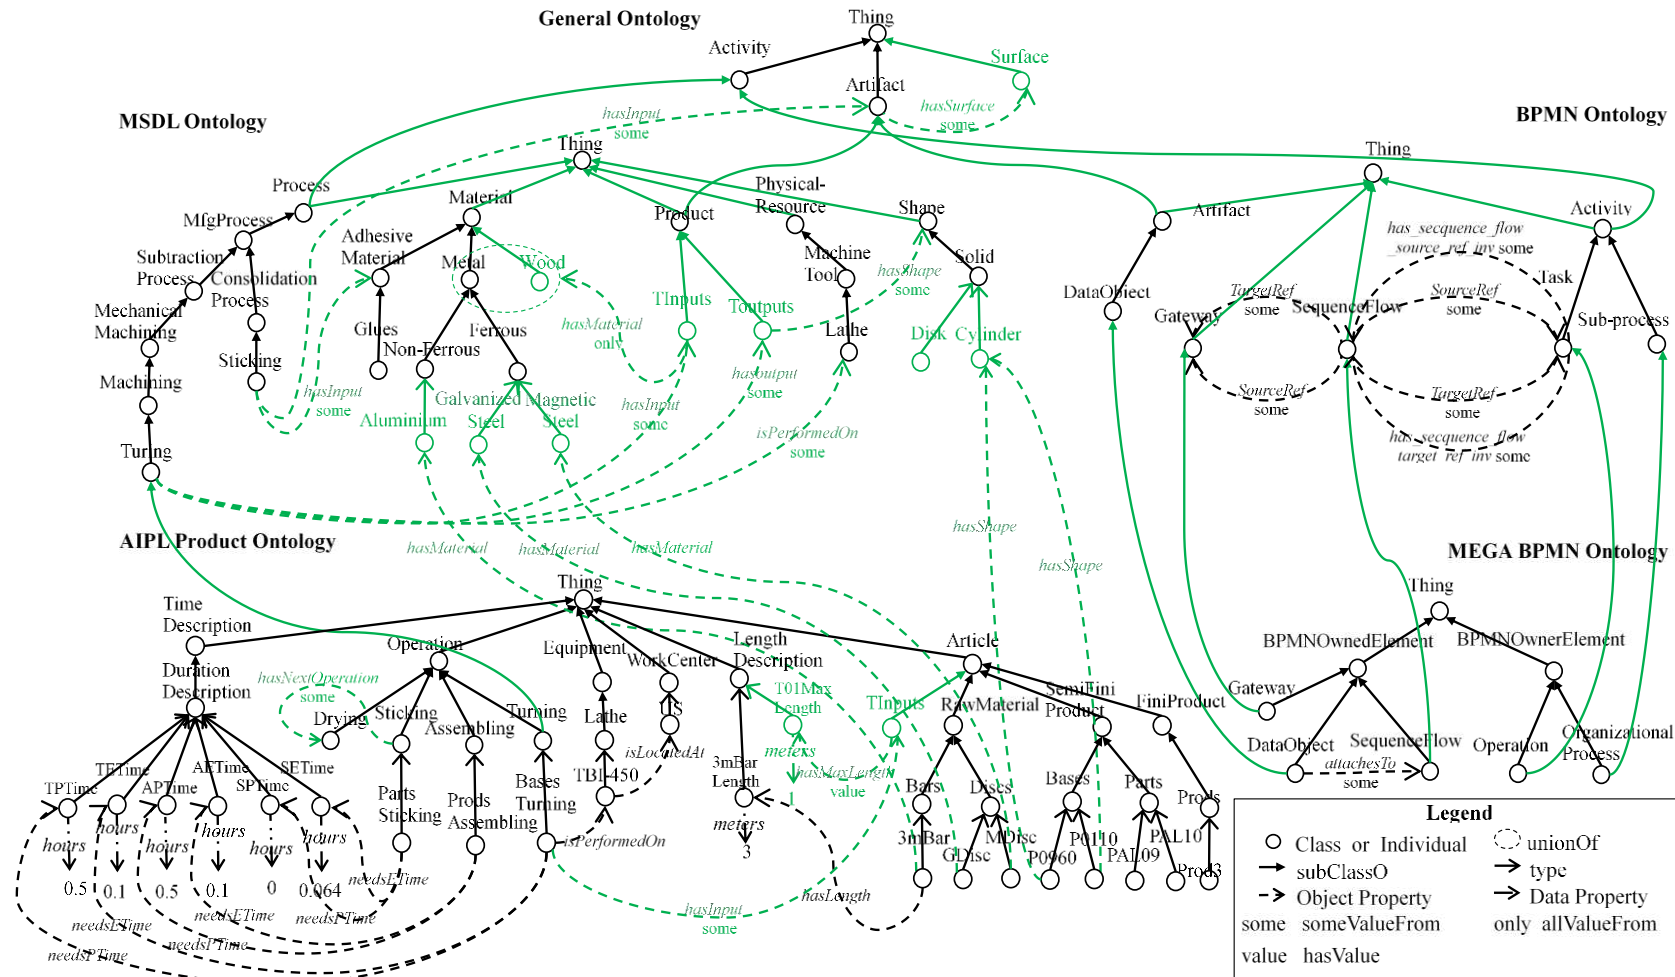 General Ontology
Thing
Activity
Surface
Artifact
hasSurface
some
hasInput
some
MSDL Ontology
BPMN Ontology
Thing
Process
Material
MfgProcess
Product
Physical-
Resource
Shape
Adhesive
Material
Subtraction
Process
Consolidation
Process
Metal
Wood
Machine
Tool
Solid
hasShape
some
Mechanical
Machining
TInputs
Toutputs
Glues
Non-Ferrous
Ferrous
hasMaterial
only
Lathe
Disk
Cylinder
Sticking
Machining
hasInput
some
Galvanized
Steel
Magnetic
Steel
Aluminium
hasInput
some
hasoutput
some
isPerformedOn
some
Turing
Thing
Artifact
Activity
has_secquence_flow
_source_ref_inv some
Task
DataObject
TargetRef
some
SequenceFlow
SourceRef
some
Gateway
Sub-process
SourceRef
some
TargetRef
some
has_secquence_flow
target_ref_inv some
hasMaterial
hasMaterial
hasMaterial
hasShape
hasShape
AIPL Product Ontology
MEGA BPMN Ontology
Thing
Time
Description
Operation
Equipment
WorkCenter
Length
Description
Article
Duration
Description
hasNextOperation
some
Drying
Sticking
Assembling
Turning
Lathe
US
isLocatedAt
T01Max
Length
TInputs
RawMaterial
SemiFini
Product
FiniProduct
meters
hasMaxLength
value
1
TPTime
TETime
APTime
AETime
SPTime
SETime
Parts
Sticking
Prods
Assembling
Bases
Turning
TBI-450
3mBar
Length
Bars
Discs
Bases
Parts
Prods
hours
hours
hours
hours
hours
hours
isPerformedOn
meters
3
3mBar
GDisc
MDisc
P0960
P0110
PAL09
PAL10
Prod3
0.5
0.1
0.5
0.1
0
0.064
needsETime
needsPTime
needsETime
needsETime
needsPTime
needsPTime
hasInput
some
hasLength
Thing
BPMNOwnedElement
BPMNOwnerElement
Gateway
DataObject
SequenceFlow
attachesTo
some
Operation
Organizational
Process
Legend
Class or Individual
unionOf
subClassO
type
Object Property
Data Property
some someValueFrom
only allValueFrom
value hasValue